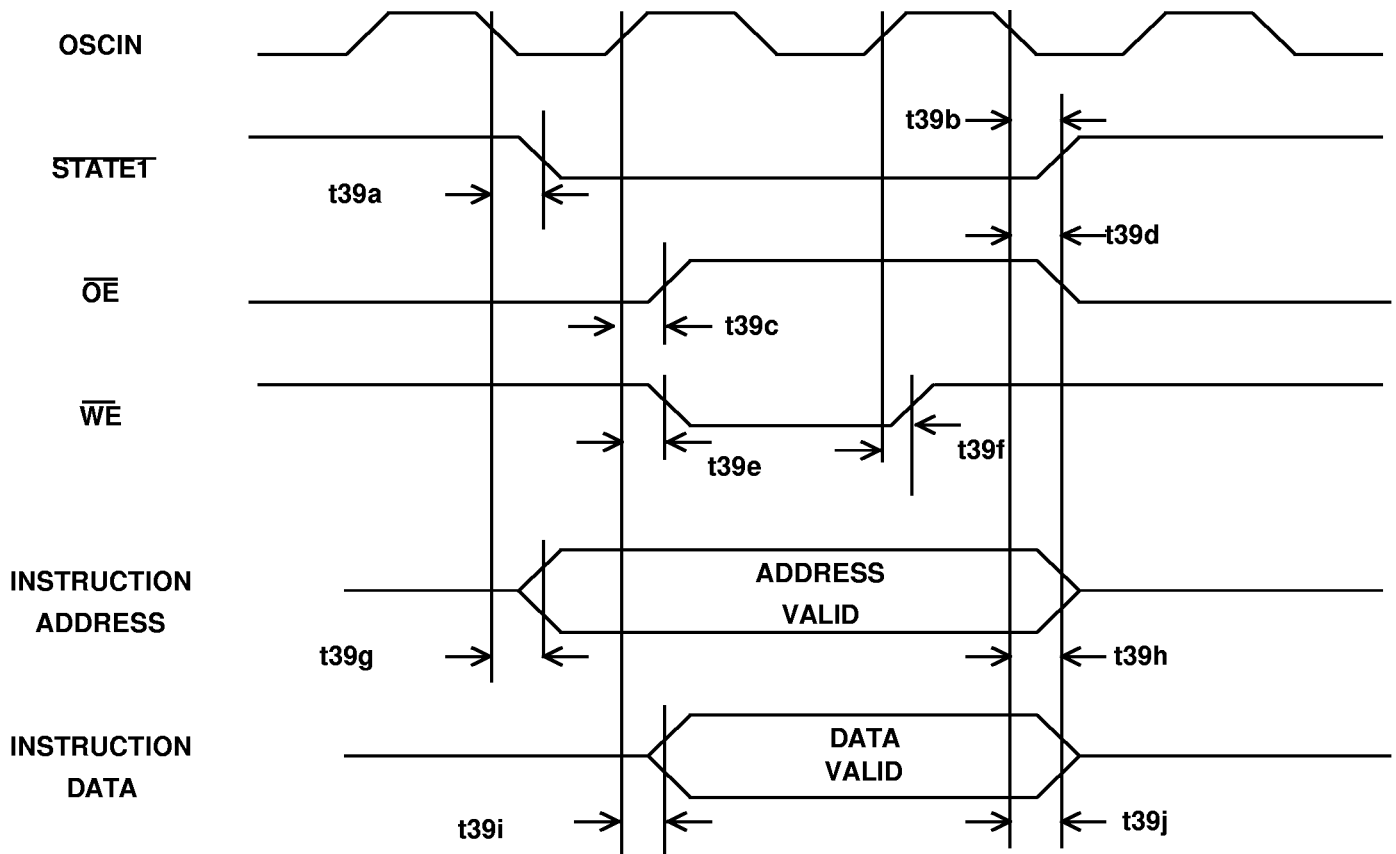 OSCIN
t39b
STATE1
t39a
t39d
OE
t39c
WE
t39f
t39e
INSTRUCTION
ADDRESS
ADDRESS
VALID
t39g
t39h
INSTRUCTION
DATA
DATA
VALID
t39i
t39j